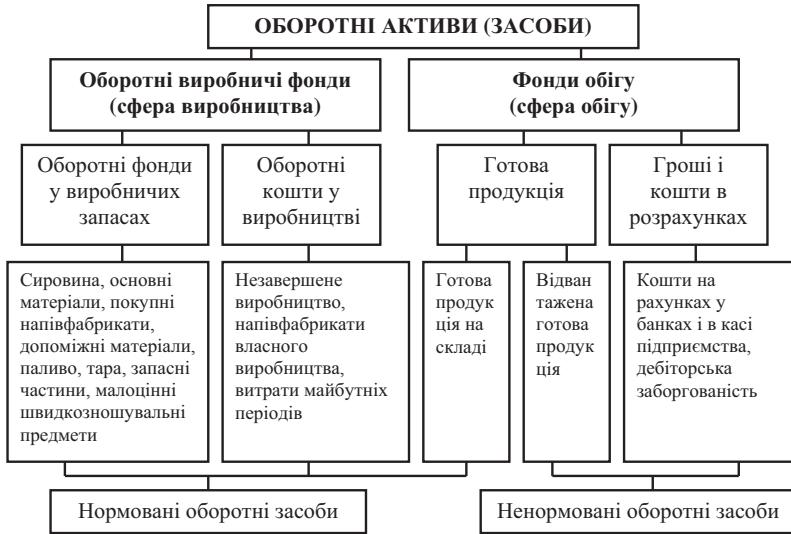 ОБОРОТНІ АКТИВИ (ЗАСОБИ)
Оборотні виробничі фонди
(сфера виробництва)
Фонди обігу
(сфера обігу)
Оборотні фонди
у виробничих
запасах
Оборотні
кошти у
виробництві
Готова
продукція
Гроші і
кошти в
розрахунках
Сировина, основні
матеріали, покупні
напівфабрикати,
допоміжні матеріали,
паливо, тара, запасні
частини, малоцінні
швидкозношувальні
предмети
Незавершене
виробництво,
напівфабрикати
власного
виробництва,
витрати майбутніх
періодів
Готова
продук
ція на
складі
Відван
тажена
готова
продук
ція
Кошти на
рахунках у
банках і в касі
підприємства,
дебіторська
заборгованість
Нормовані оборотні засоби
Ненормовані оборотні засоби